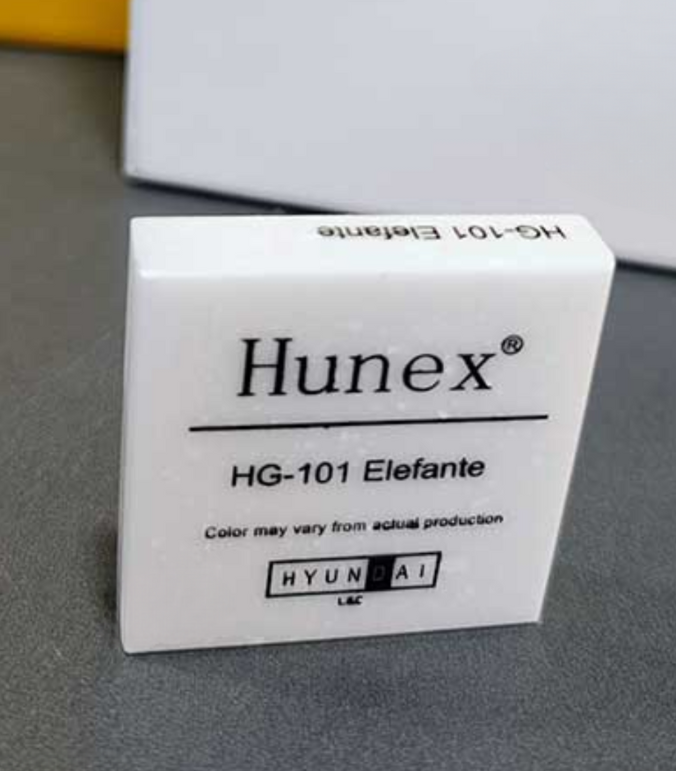 HG-101 Elefante
Hunex®
HG-101 Elefante
Color may vary from actual production
HYUNDAI
L&C